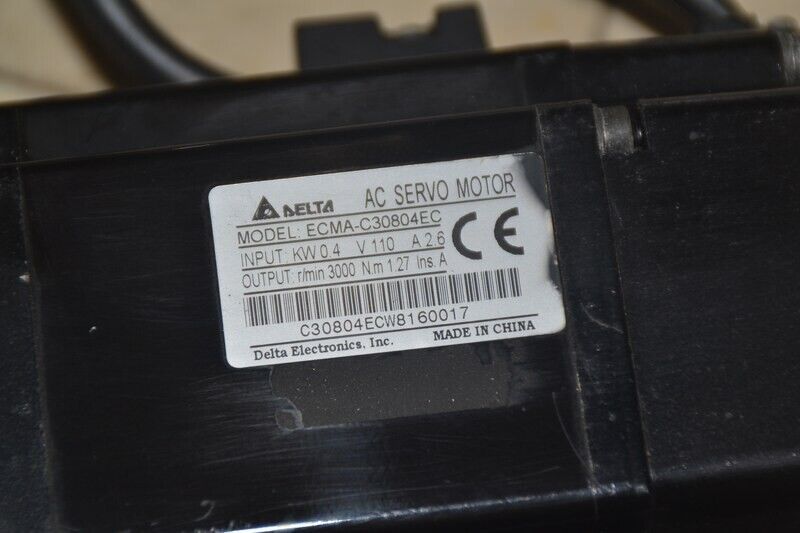 DELTA AC SERVO MOTOR
MODEL: ECMA-C30804EC
INPUT: KW 0.4 V 110 A 2.6 CE
OUTPUT: r/min 3000 N.m 1.27 Ins. A
C30804ECW8160017
Delta Electronics, Inc. MADE IN CHINA